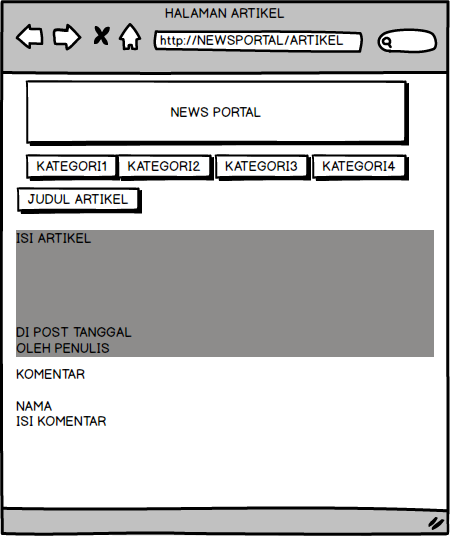 HALAMAN ARTIKEL
http://NEWSPORTAL/ARTIKEL
NEWS PORTAL
KATEGORI1 KATEGORI2 KATEGORI3 KATEGORI4
JUDUL ARTIKEL
ISI ARTIKEL
DI POST TANGGAL
OLEH PENULIS
KOMENTAR
NAMA
ISI KOMENTAR